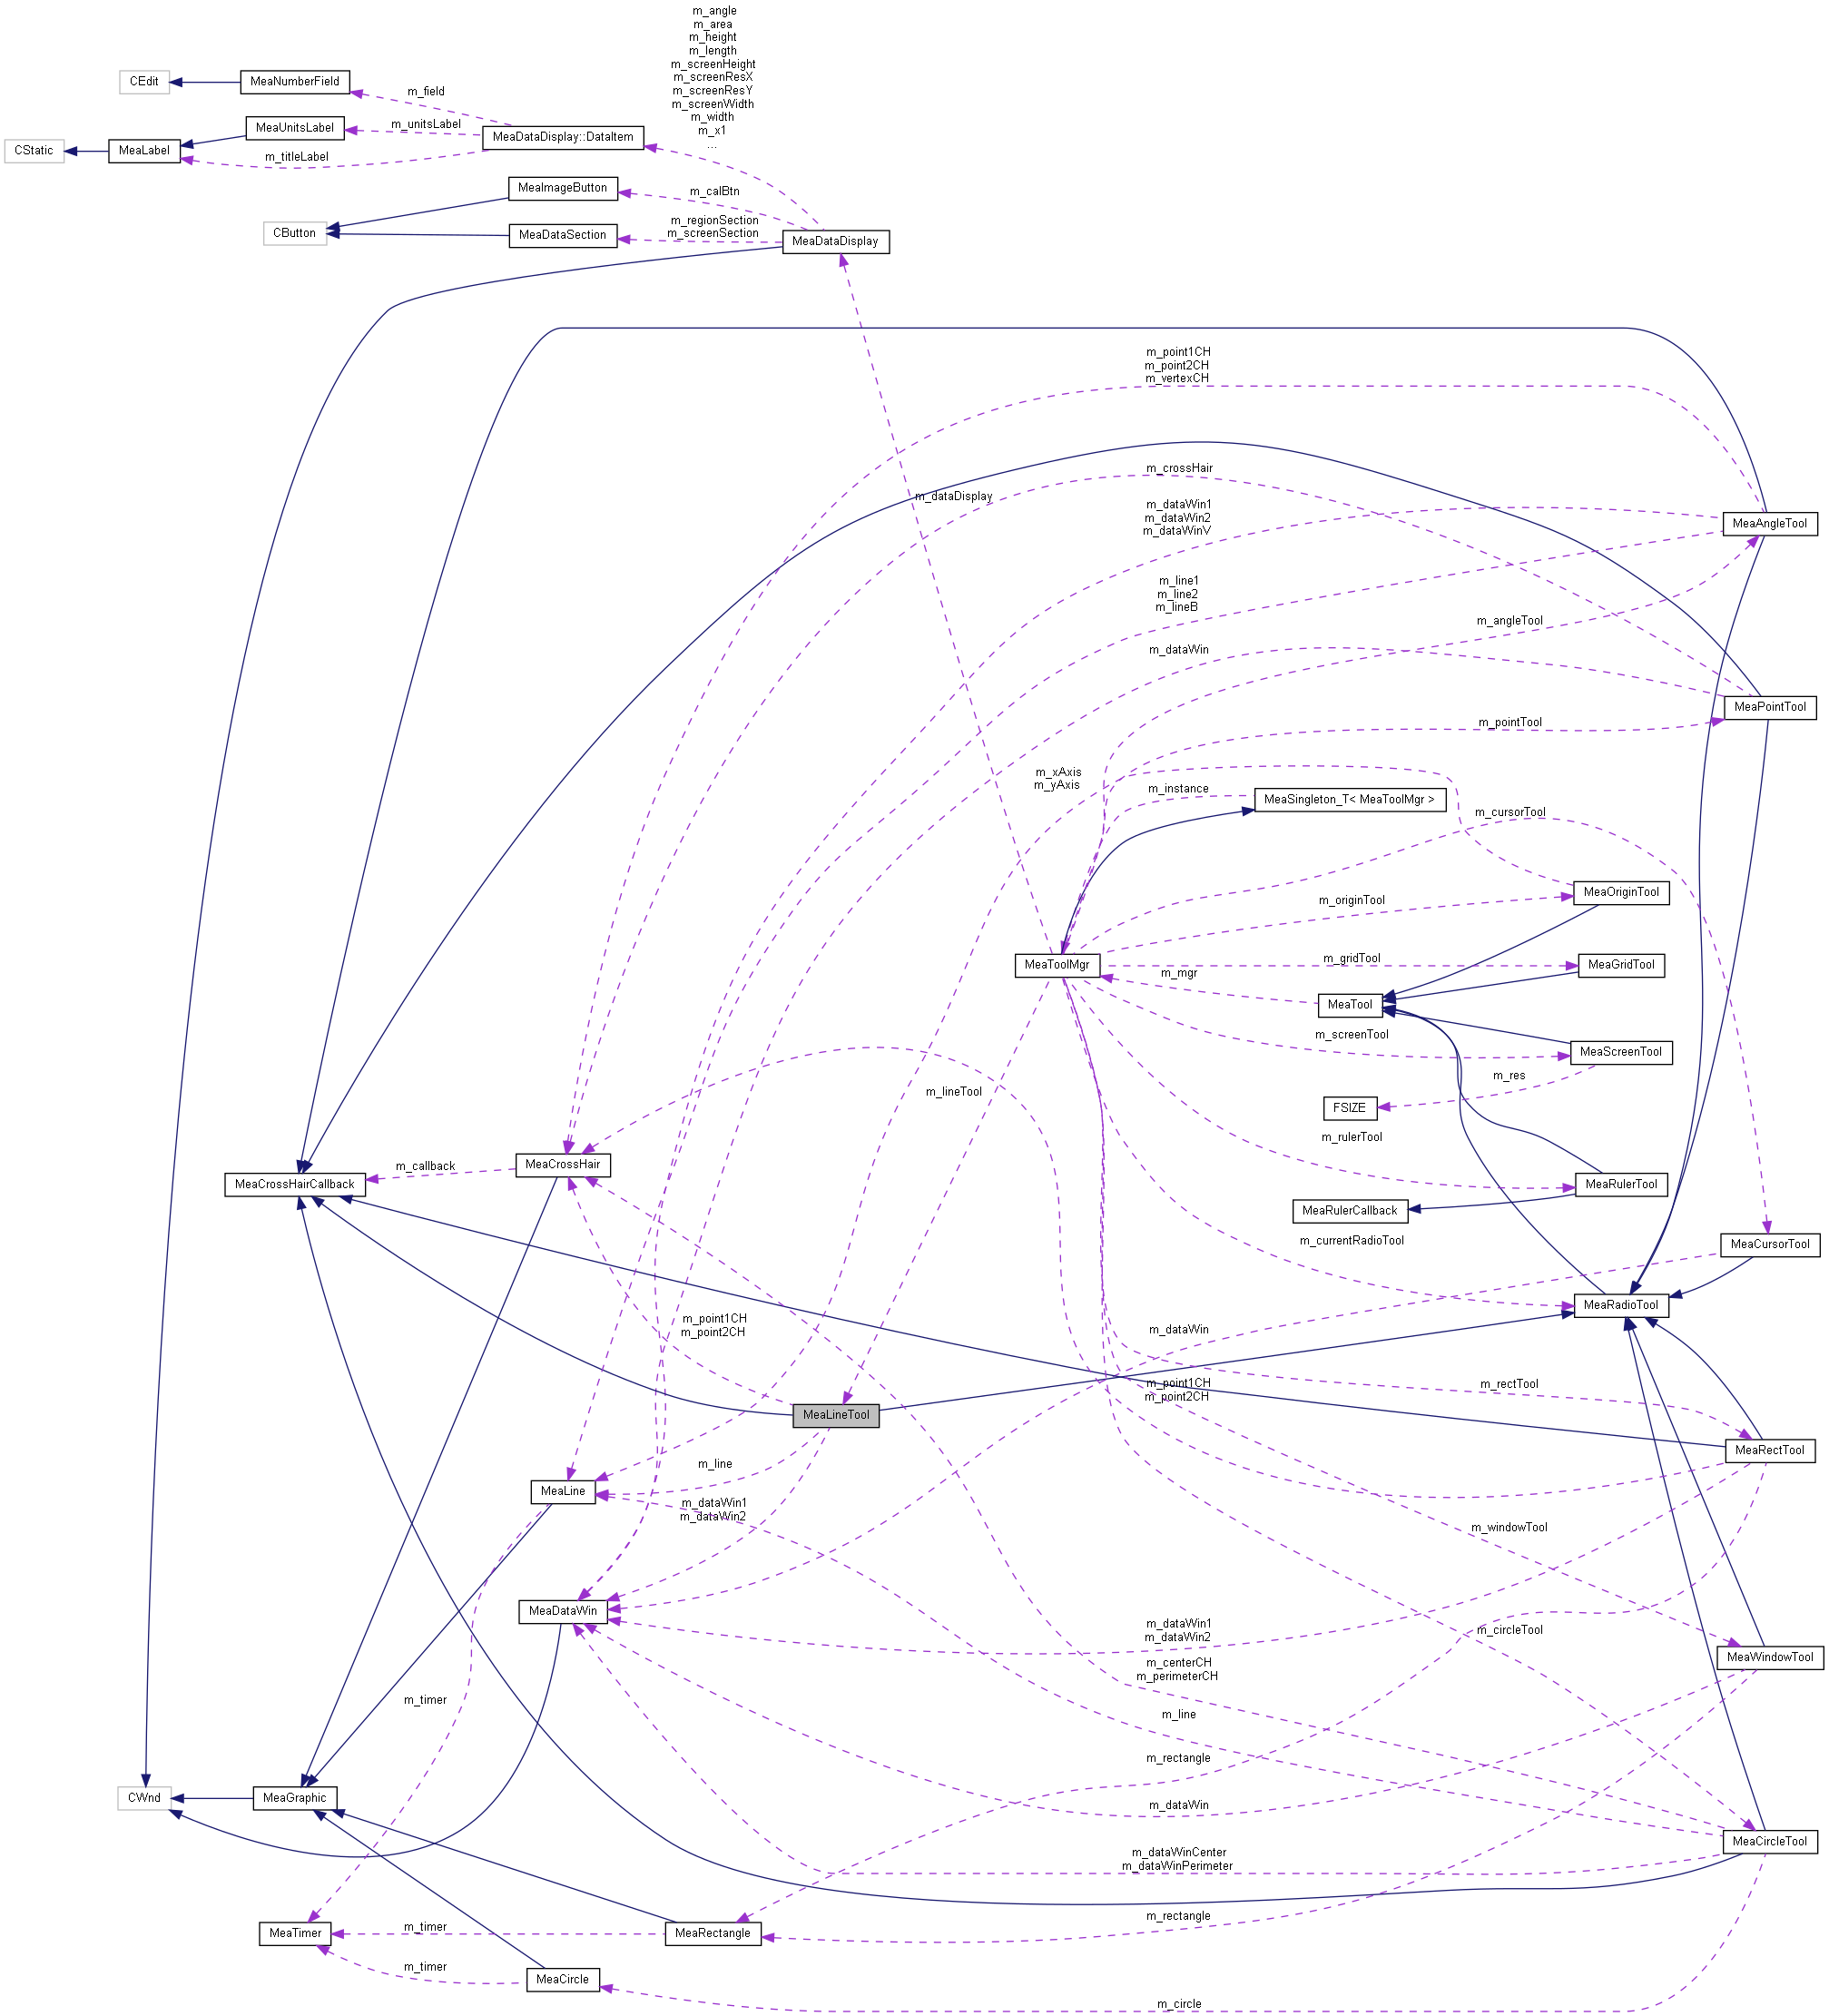 m_angle
m_area
m_height
m_length
m_screenHeight
m_screenResX
m_screenResY
m_screenWidth
m_width
m_x1
...
CEdit
MeaNumberField
m_field
MeaUnitsLabel
m_unitsLabel
MeaDataDisplay::DataItem
CStatic
MeaLabel
m_titleLabel
MeaImageButton
m_calBtn
CButton
MeaDataSection
m_regionSection
m_screenSection
MeaDataDisplay
m_point1CH
m_point2CH
m_vertexCH
m_crossHair
m_dataDisplay
m_dataWin1
m_dataWin2
m_dataWinV
MeaAngleTool
m_line1
m_line2
m_lineB
m_angleTool
m_dataWin
MeaPointTool
m_pointTool
m_xAxis
m_yAxis
m_instance
MeaSingleton_T< MeaToolMgr >
m_cursorTool
MeaOriginTool
m_originTool
MeaToolMgr
m_gridTool
MeaGridTool
m_mgr
MeaTool
m_screenTool
MeaScreenTool
m_res
m_lineTool
FSIZE
m_rulerTool
MeaCrossHair
m_callback
MeaCrossHairCallback
MeaRulerTool
MeaRulerCallback
m_currentRadioTool
MeaCursorTool
MeaRadioTool
m_point1CH
m_point2CH
m_dataWin
m_point1CH
m_point2CH
m_rectTool
MeaLineTool
MeaRectTool
m_line
MeaLine
m_dataWin1
m_dataWin2
m_windowTool
MeaDataWin
m_dataWin1
m_dataWin2
m_circleTool
MeaWindowTool
m_centerCH
m_perimeterCH
m_timer
m_line
m_rectangle
CWnd
MeaGraphic
m_dataWin
MeaCircleTool
m_dataWinCenter
m_dataWinPerimeter
m_rectangle
MeaTimer
m_timer
MeaRectangle
m_timer
MeaCircle
m_circle